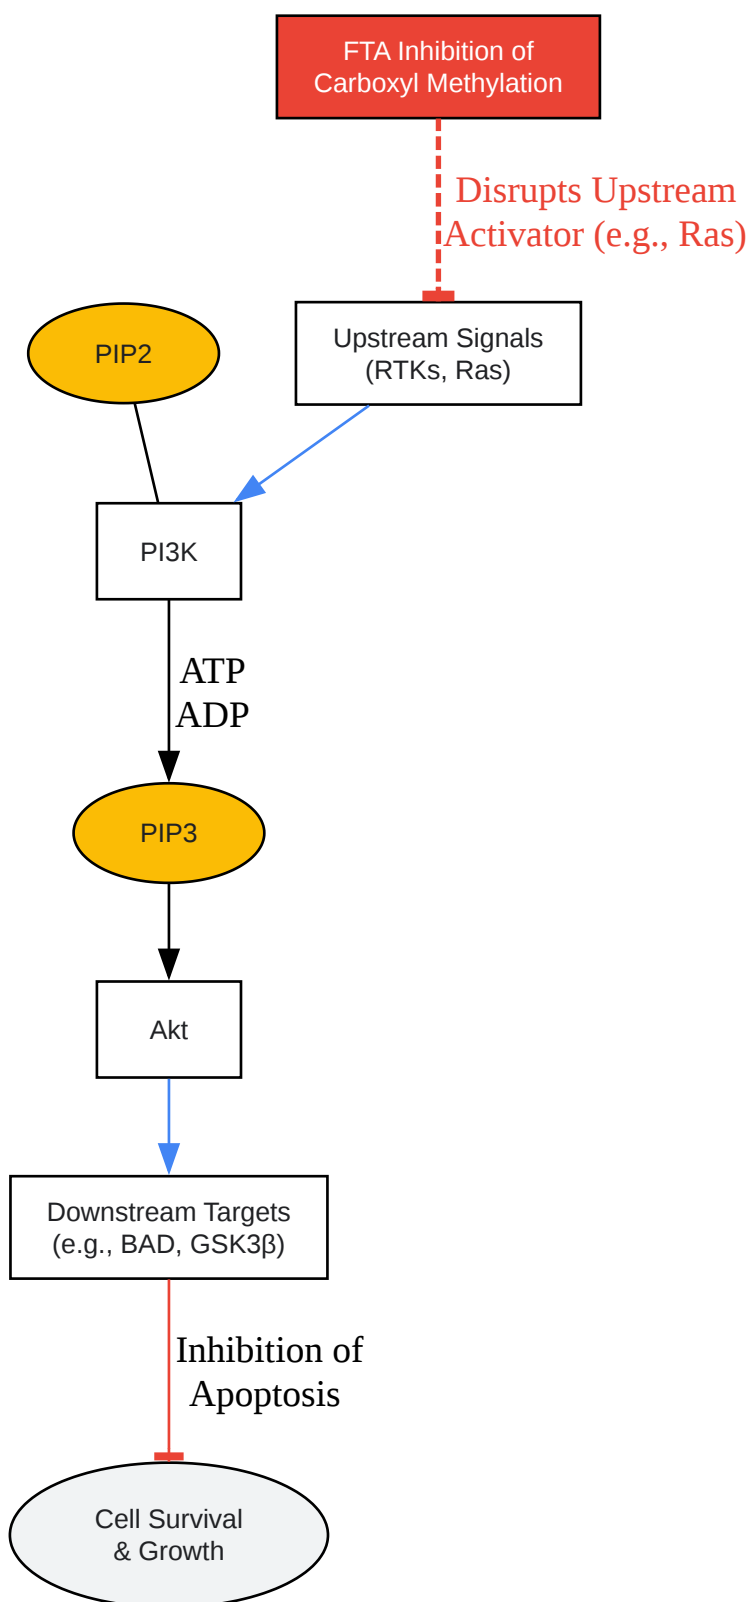 FTA Inhibition of
Carboxyl Methylation
Disrupts Upstream
Activator (e.g., Ras)
PIP2
Upstream Signals
(RTKs, Ras)
PI3K
ATP
ADP
PIP3
Akt
Downstream Targets
(e.g., BAD, GSK3β)
Inhibition of
Apoptosis
Cell Survival
& Growth